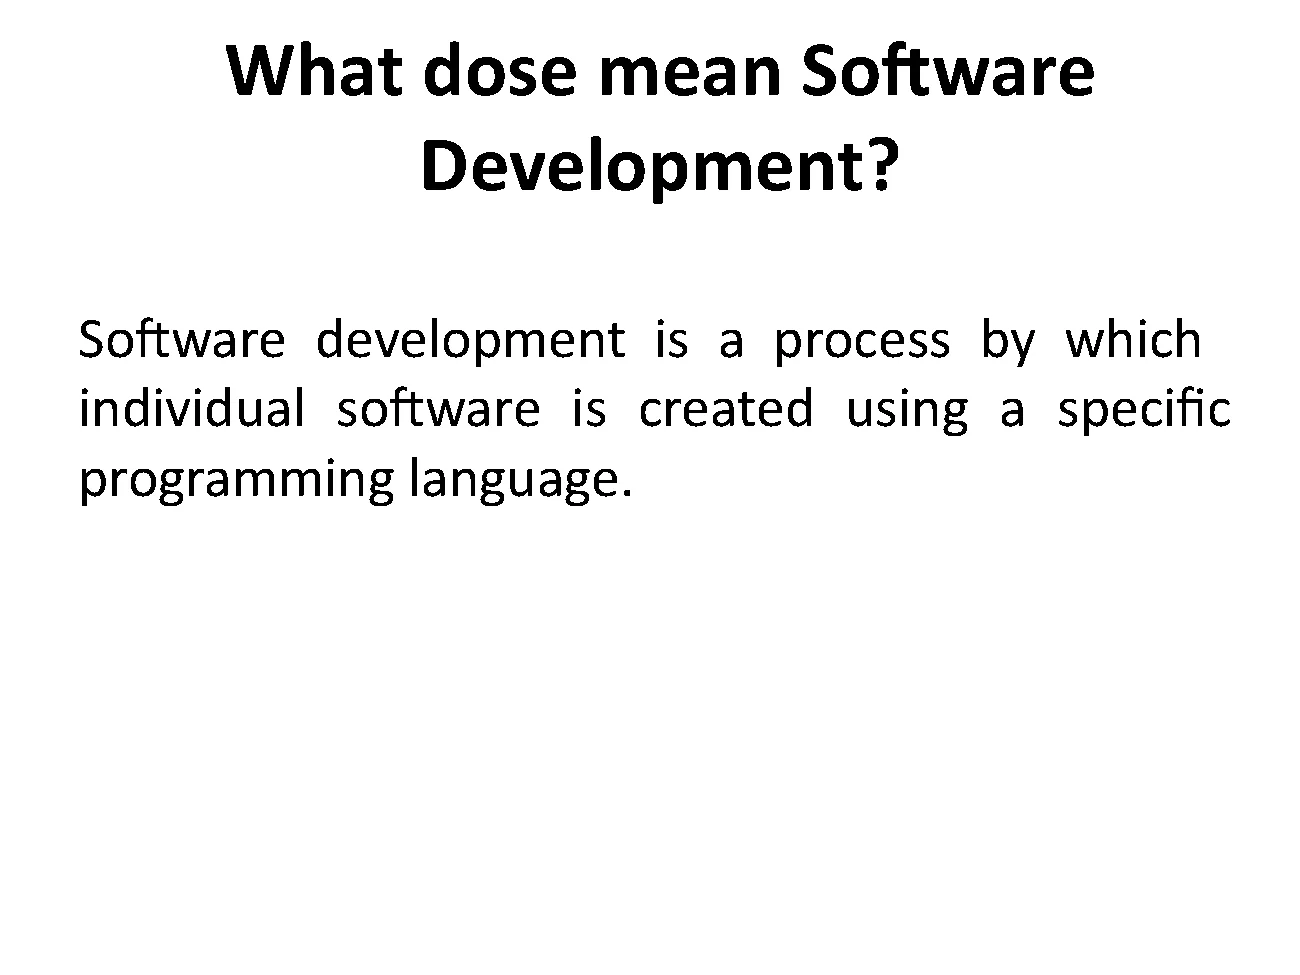 What dose mean Software
Development?
Software development is a process by which
individual software is created using a specific
programming language.